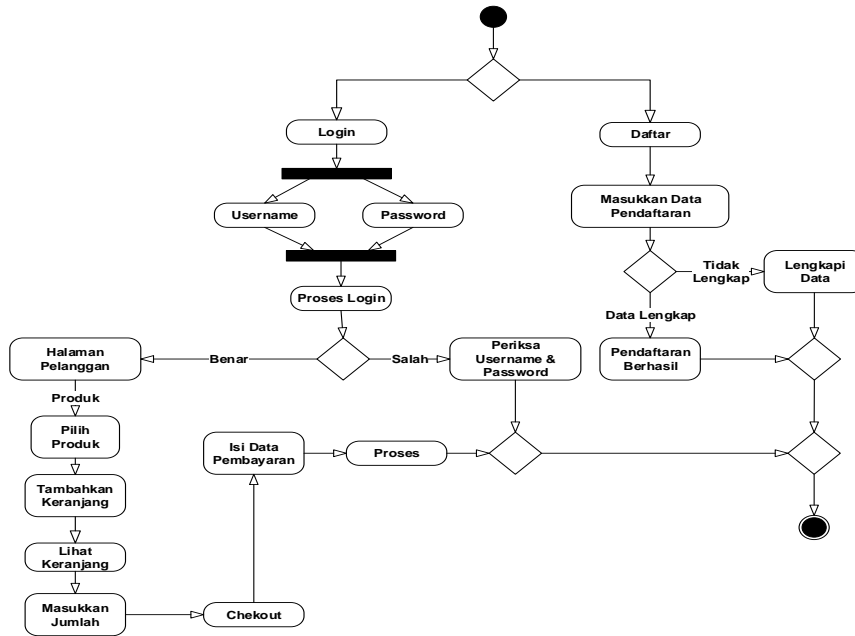 Login
Daftar
Username
Password
Masukkan Data
Pendaftaran
Tidak
Lengkap
Lengkapi
Data
Proses Login
Data Lengkap
Halaman
Pelanggan
Benar
Salah
Periksa
Username &
Password
Pendaftaran
Berhasil
Produk
Pilih
Produk
Isi Data
Pembayaran
Proses
Tambahkan
Keranjang
Lihat
Keranjang
Masukkan
Jumlah
Chekout